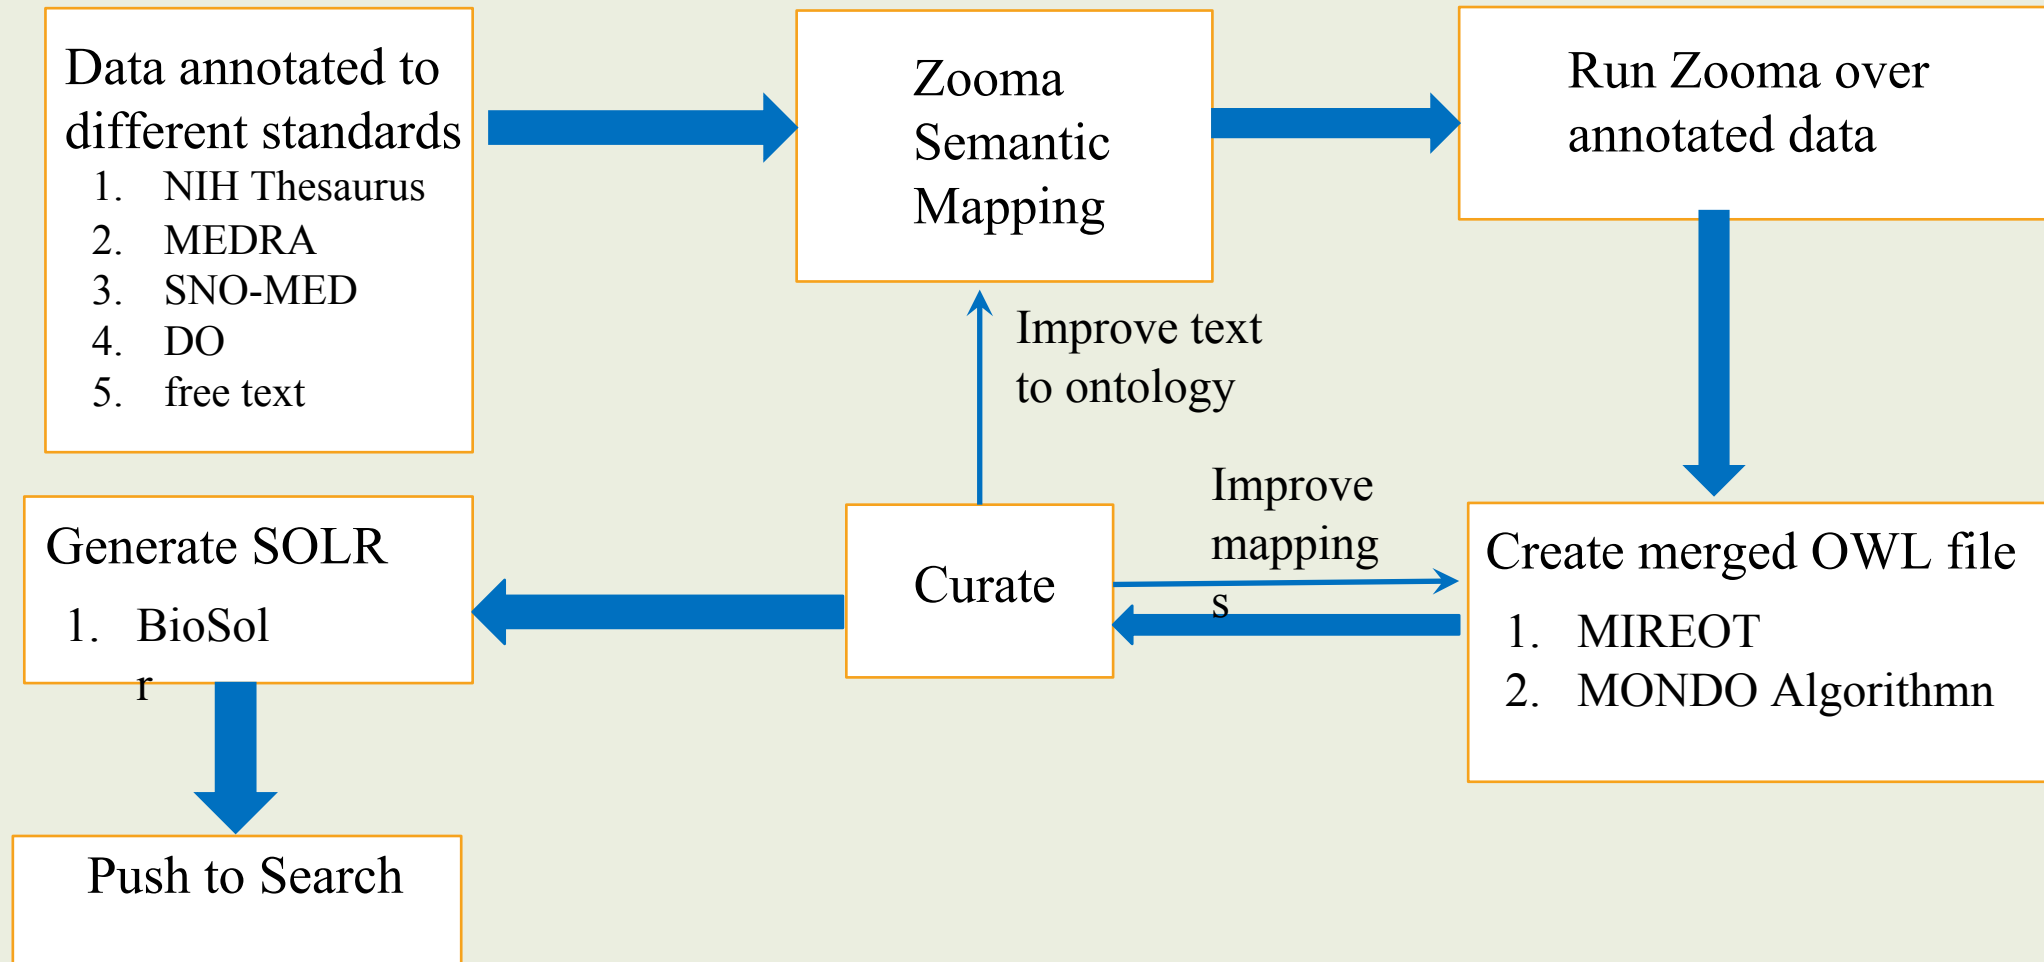 Data annotated to
different standards
1. NIH Thesaurus
2. MEDRA
3. SNO-MED
4. DO
5. free text
Zooma
Semantic
Mapping
Run Zooma over
annotated data
Improve text
to ontology
Improve
mapping
s
Generate SOLR
1. BioSol
r
Curate
Create merged OWL file
1. MIREOT
2. MONDO Algorithmn
Push to Search